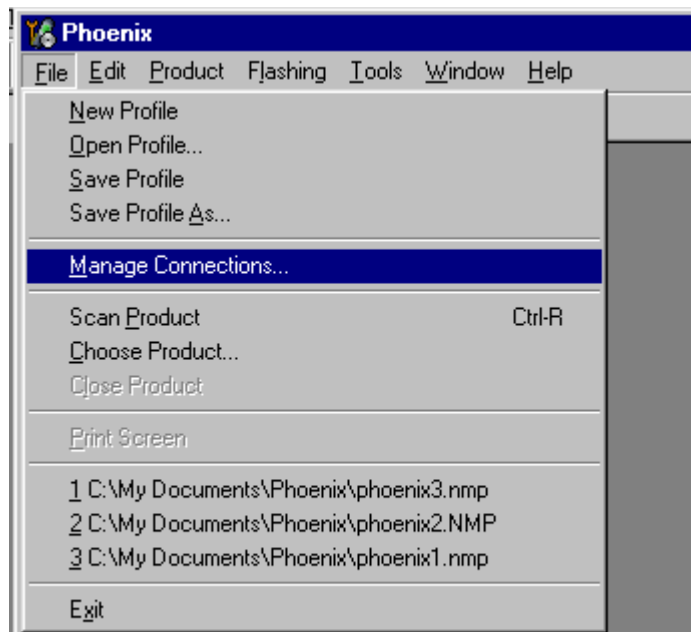 Phoenix
File Edit Product Flashing Tools Window Help
New Profile
Open Profile...
Save Profile
Save Profile As...
Manage Connections...
Scan Product Ctrl-R
Choose Product...
Close Product
Print Screen
1 C:\My Documents\Phoenix\phoenix3.nmp
2 C:\My Documents\Phoenix\phoenix2.NMP
3 C:\My Documents\Phoenix\phoenix1.nmp
Exit